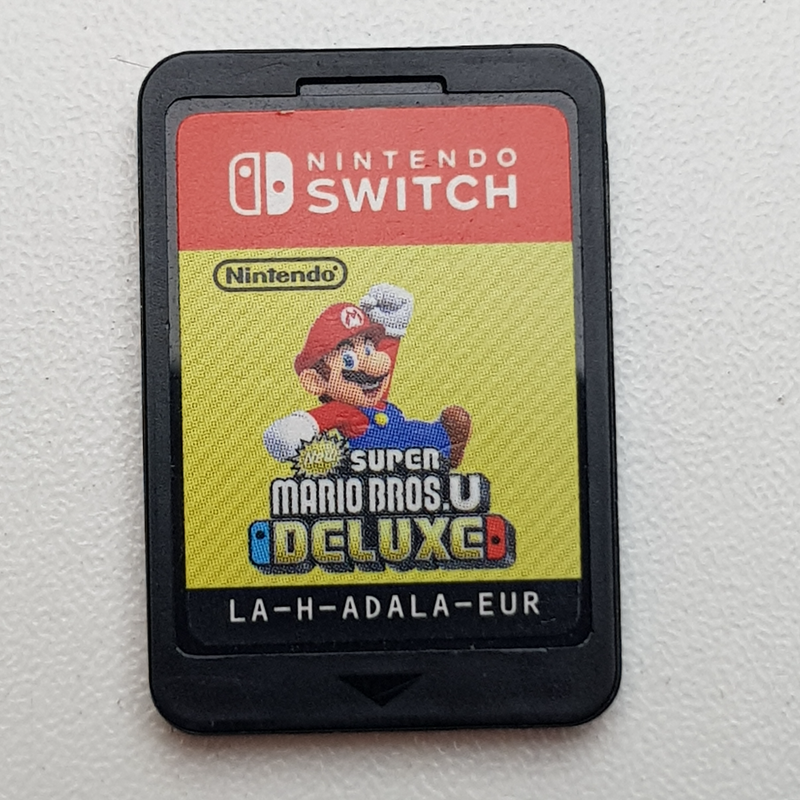 NINTENDO
SWITCH
Nintendo
M
NEW
SUPER
MARIO BROS.U
DELUXE
LA-H-ADALA-EUR